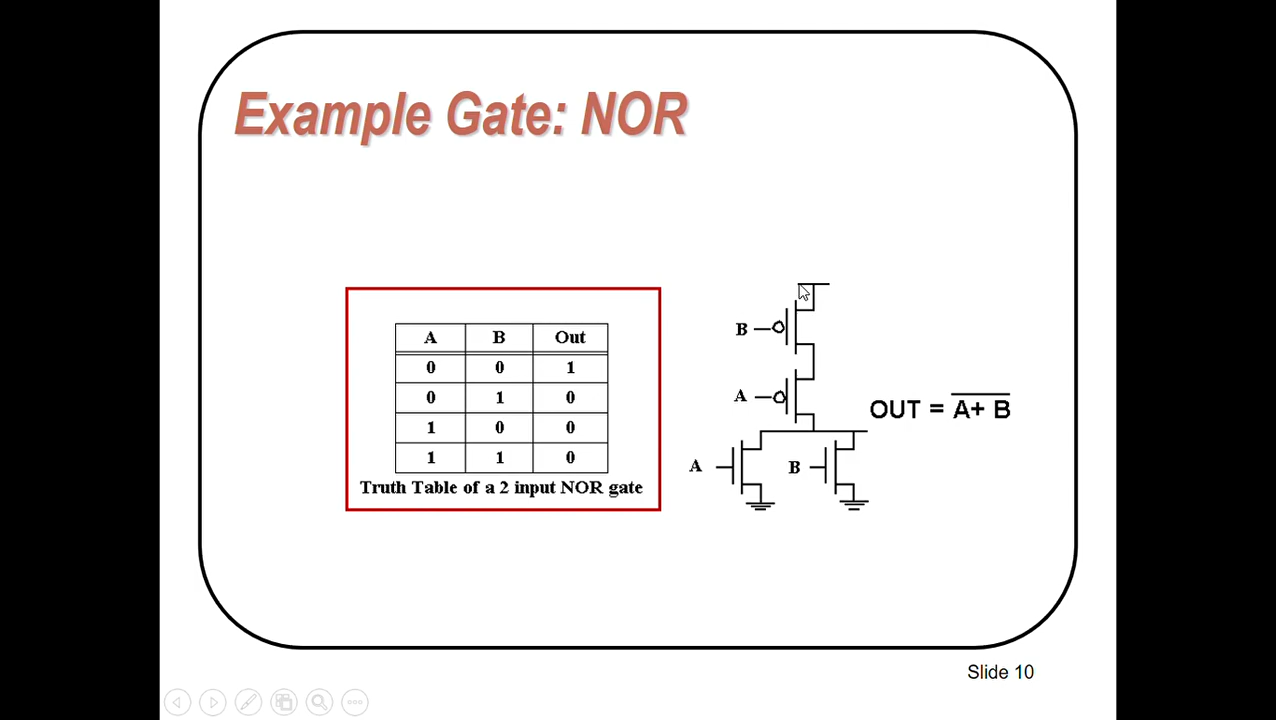 Example Gate: NOR
A B Out
0 0 1
0 1 0
1 0 0
1 1 0
Truth Table of a 2 input NOR gate
B
A
OUT = A+ B
A B
Slide 10